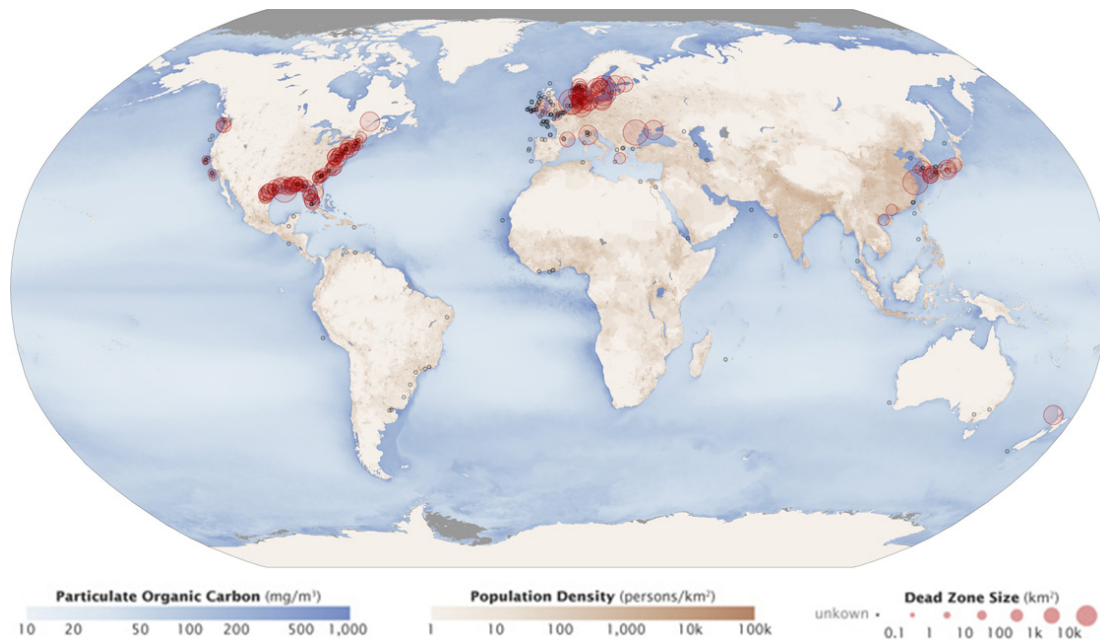 Particulate Organic Carbon (mg/m³)
10 20 50 100 200 500 1,000
Population Density (persons/km²)
1 10 100 1,000 10k 100k
Dead Zone Size (km²)
unkown
0.1 1 10 100 1k 10k